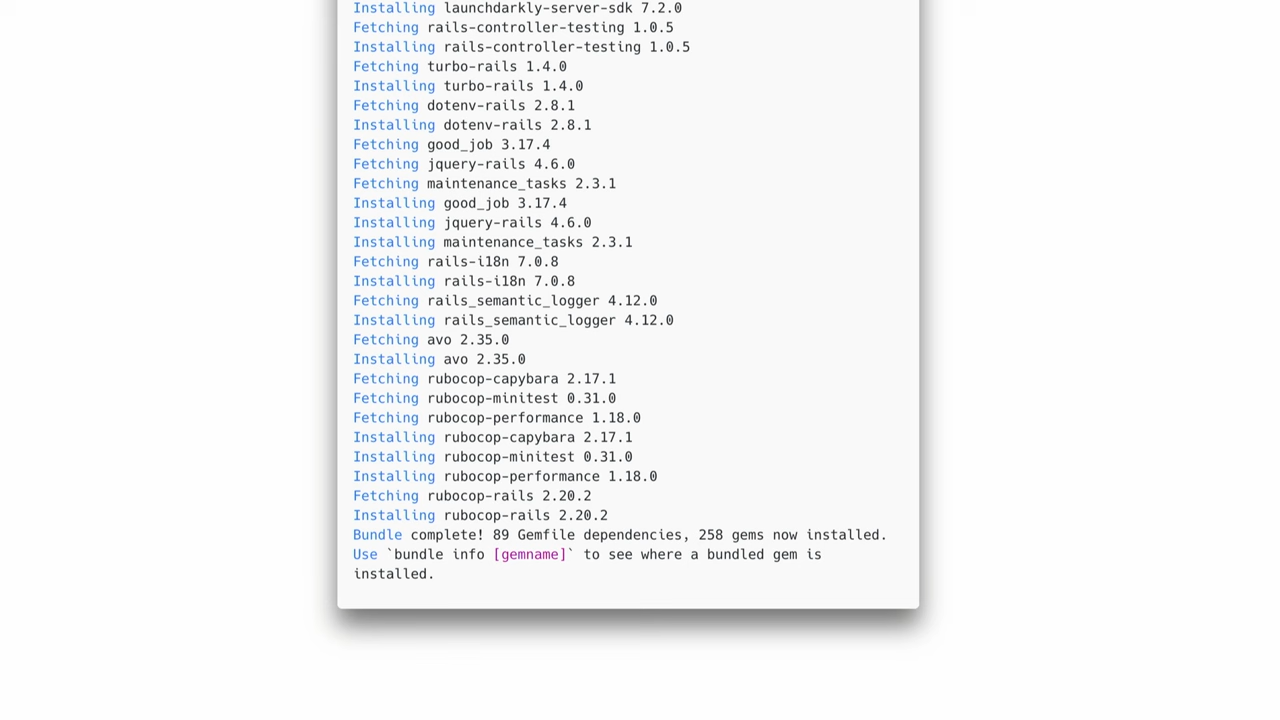 Installing launchdarkly-server-sdk 7.2.0
Fetching rails-controller-testing 1.0.5
Installing rails-controller-testing 1.0.5
Fetching turbo-rails 1.4.0
Installing turbo-rails 1.4.0
Fetching dotenv-rails 2.8.1
Installing dotenv-rails 2.8.1
Fetching good_job 3.17.4
Fetching jquery-rails 4.6.0
Fetching maintenance_tasks 2.3.1
Installing good_job 3.17.4
Installing jquery-rails 4.6.0
Installing maintenance_tasks 2.3.1
Fetching rails-i18n 7.0.8
Installing rails-i18n 7.0.8
Fetching rails_semantic_logger 4.12.0
Installing rails_semantic_logger 4.12.0
Fetching avo 2.35.0
Installing avo 2.35.0
Fetching rubocop-capybara 2.17.1
Fetching rubocop-minitest 0.31.0
Fetching rubocop-performance 1.18.0
Installing rubocop-capybara 2.17.1
Installing rubocop-minitest 0.31.0
Installing rubocop-performance 1.18.0
Fetching rubocop-rails 2.20.2
Installing rubocop-rails 2.20.2
Bundle complete! 89 Gemfile dependencies, 258 gems now installed.
Use `bundle info [gemname]` to see where a bundled gem is
installed.